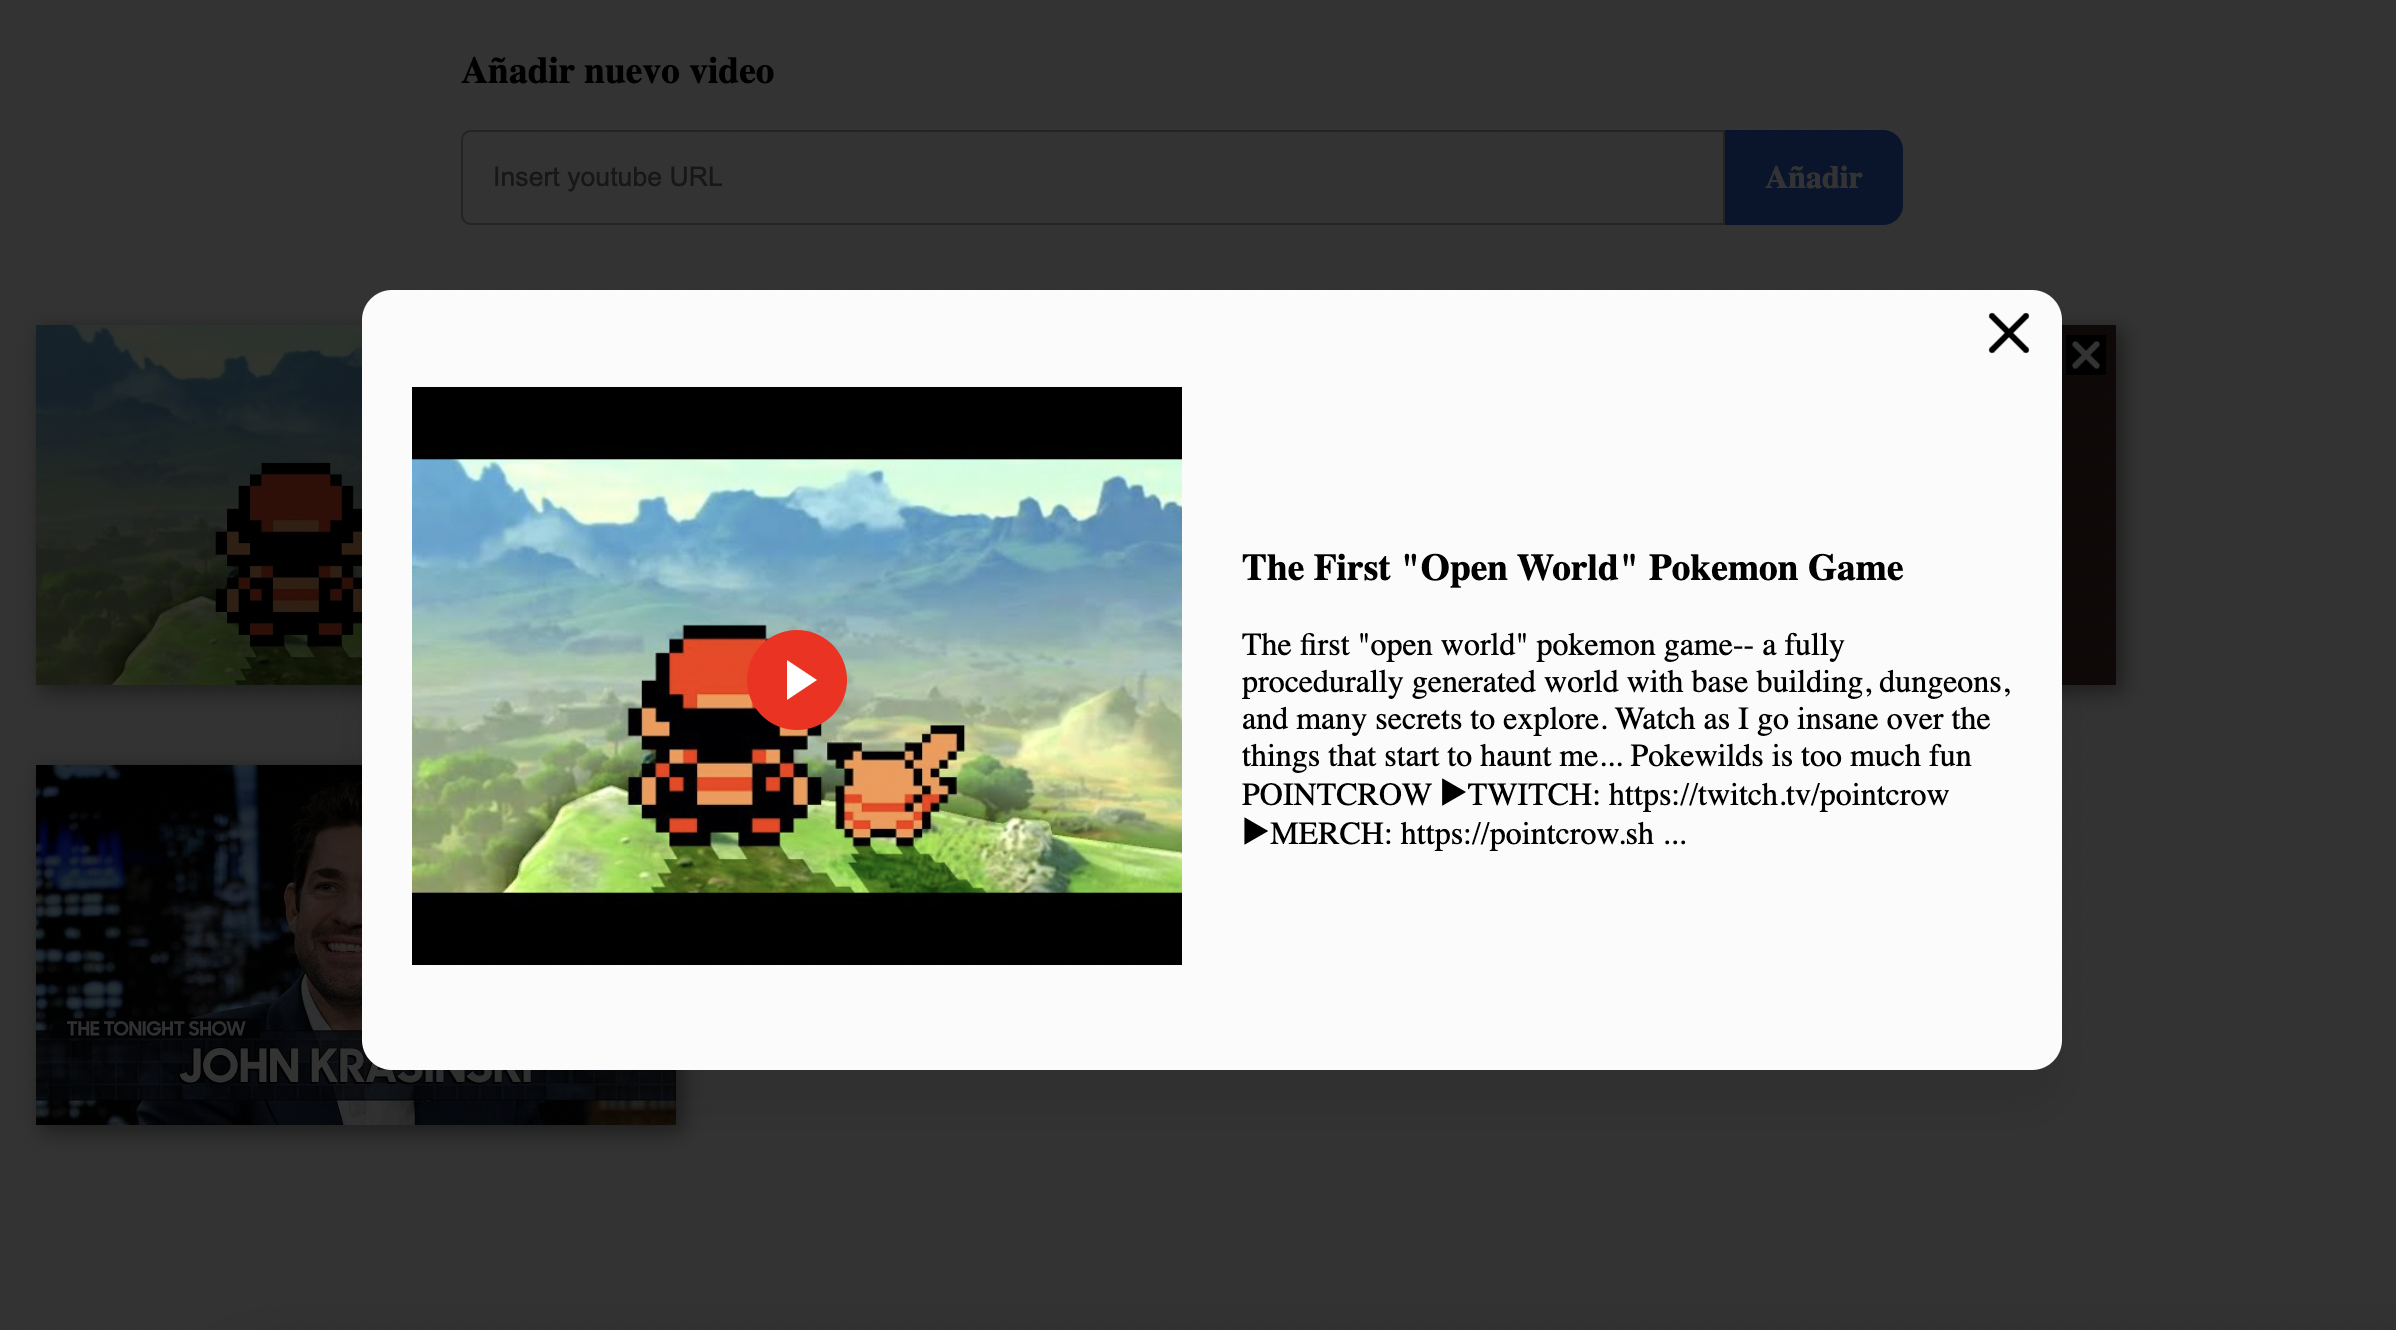 Añadir nuevo video
Insert youtube URL
Añadir
The First "Open World" Pokemon Game
The first "open world" pokemon game-- a fully
procedurally generated world with base building, dungeons,
and many secrets to explore. Watch as I go insane over the
things that start to haunt me... Pokewilds is too much fun
POINTCROW ▶TWITCH: https://twitch.tv/pointcrow
▶MERCH: https://pointcrow.sh ...
THE TONIGHT SHOW
JOHN KRASINSKI